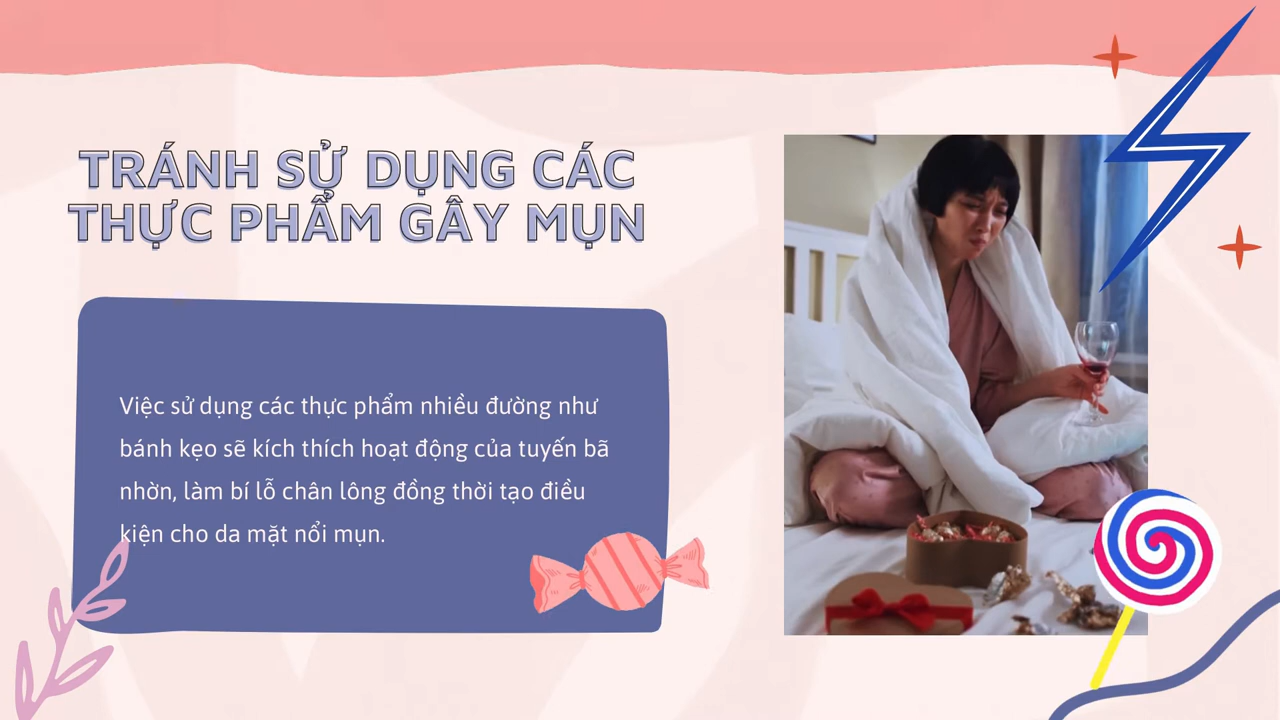 TRÁNH SỬ DỤNG CÁC
THỰC PHẨM GÂY MỤN
Việc sử dụng các thực phẩm nhiều đường như
bánh kẹo sẽ kích thích hoạt động của tuyến bã
nhờn, làm bí lỗ chân lông đồng thời tạo điều
kiện cho da mặt nổi mụn.